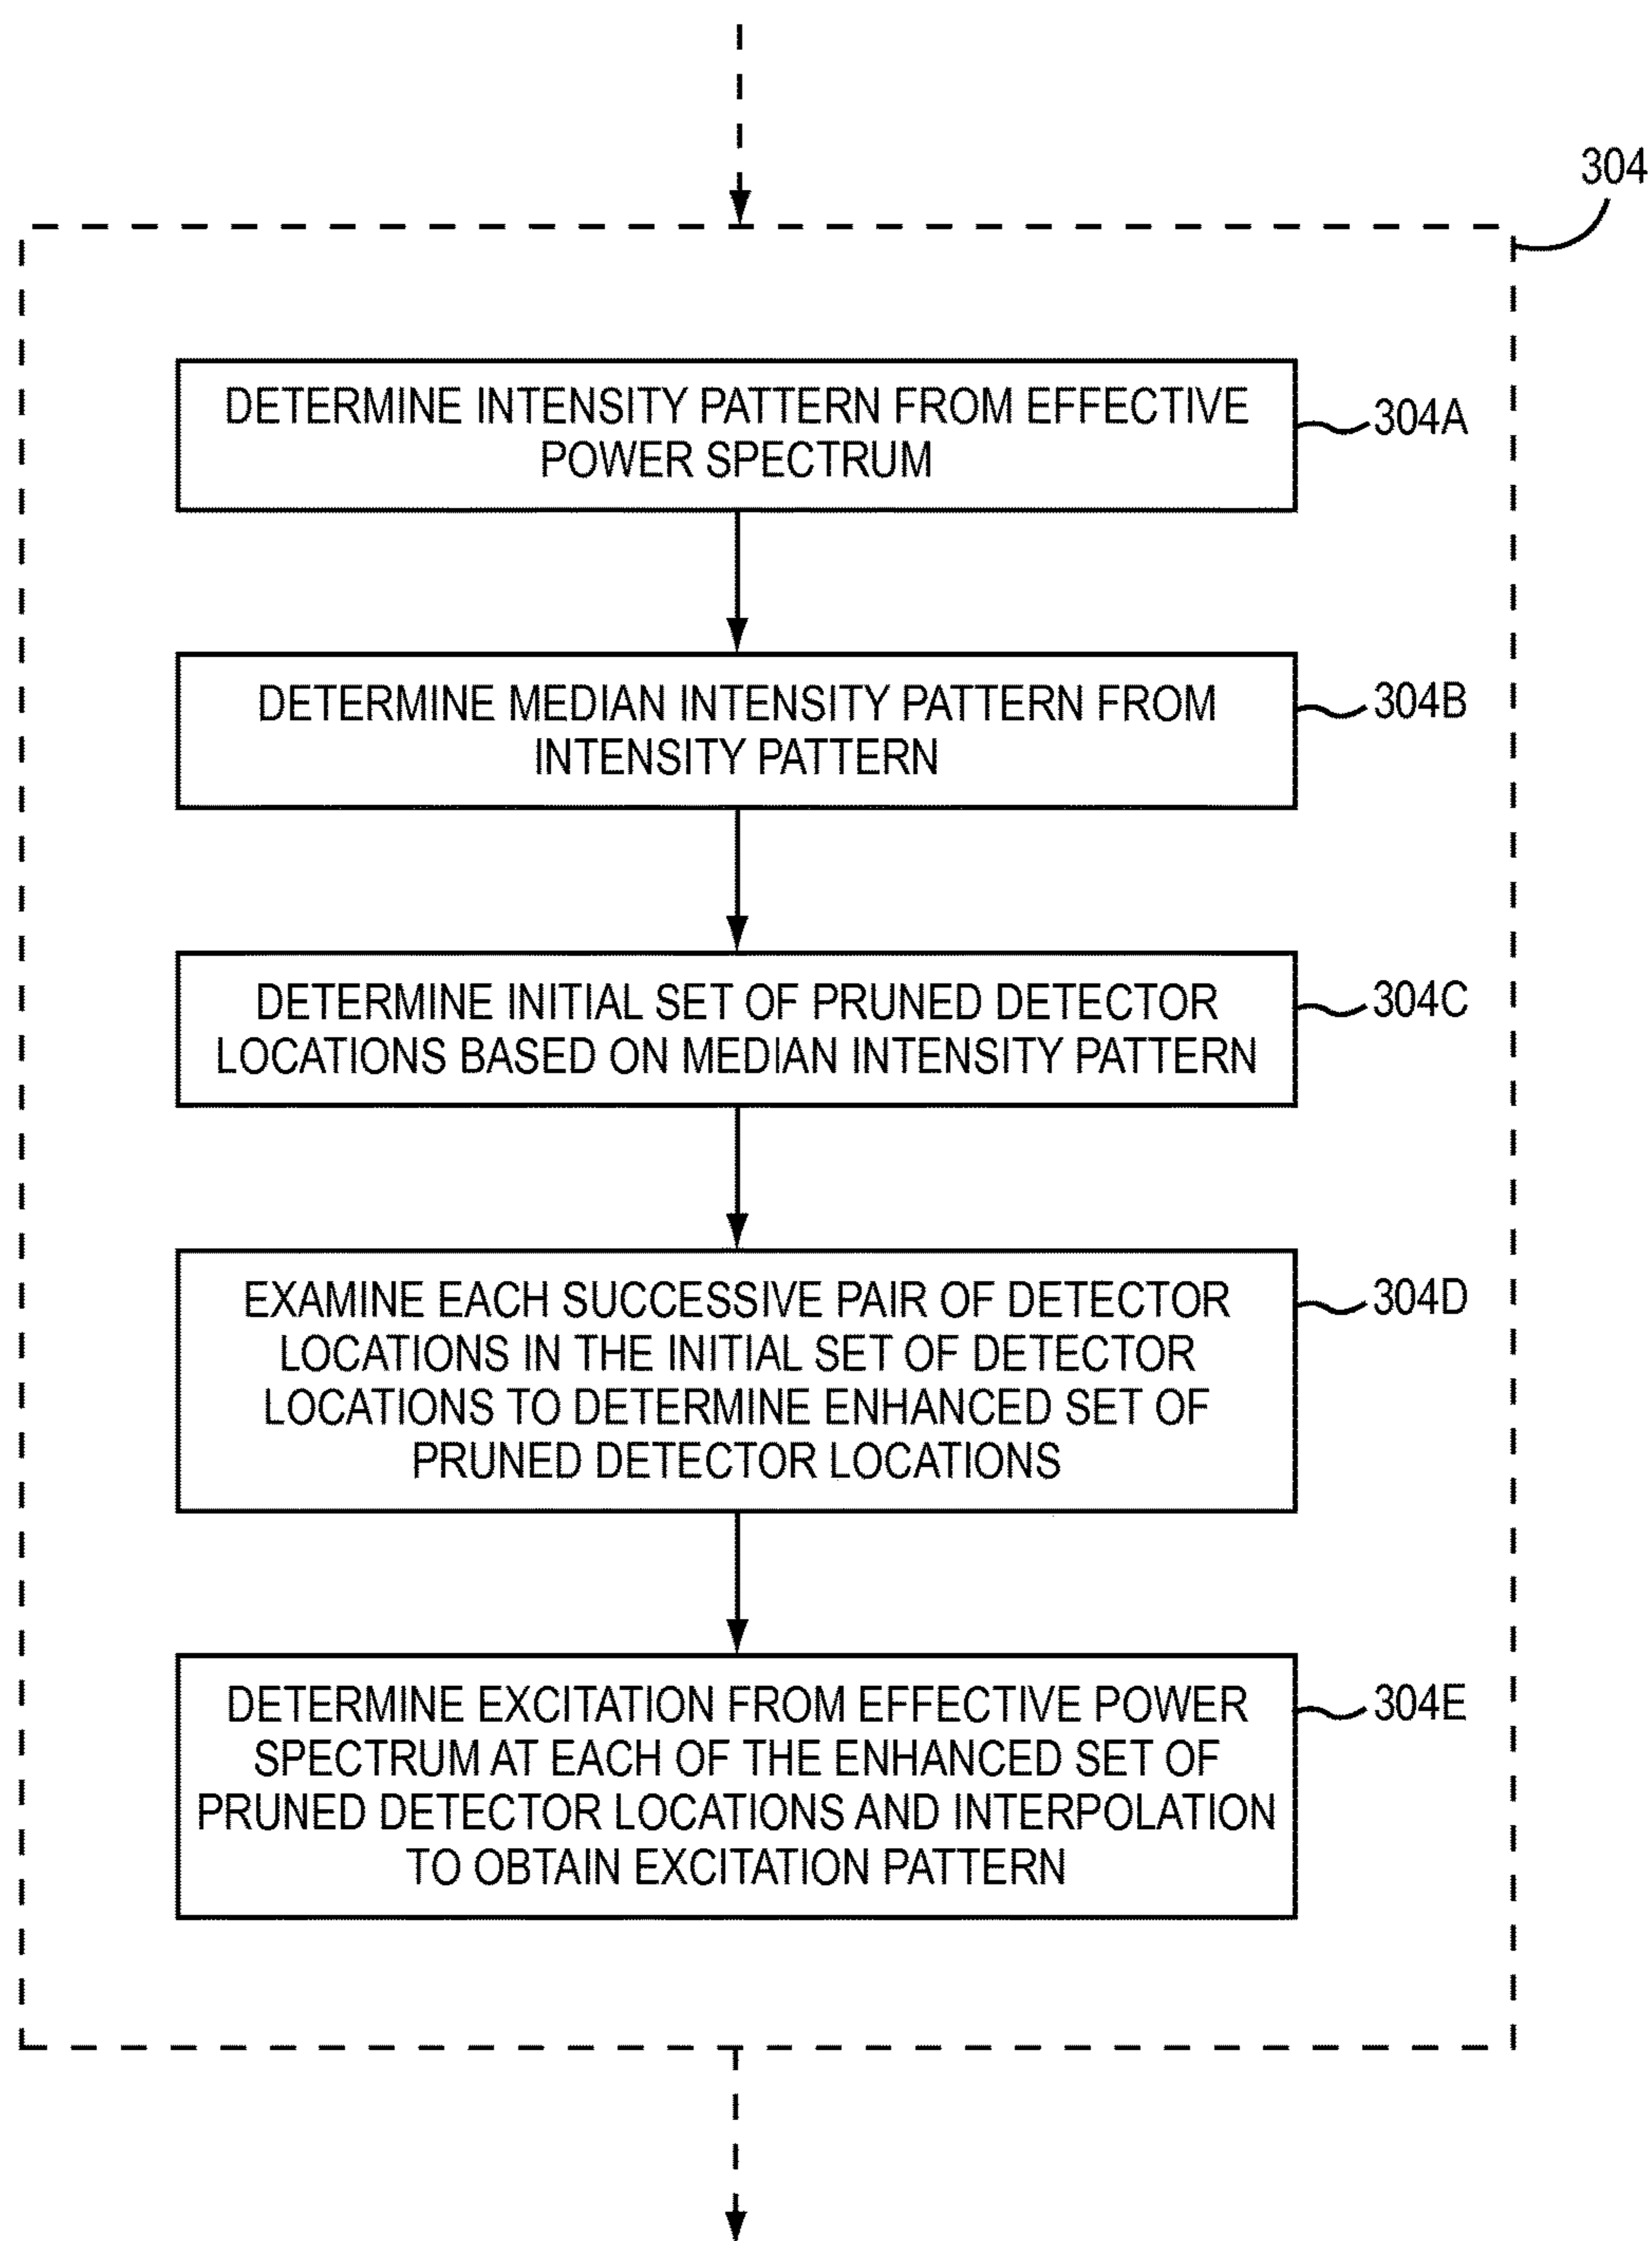 304
DETERMINE INTENSITY PATTERN FROM EFFECTIVE
POWER SPECTRUM
304A
DETERMINE MEDIAN INTENSITY PATTERN FROM
INTENSITY PATTERN
304B
DETERMINE INITIAL SET OF PRUNED DETECTOR
LOCATIONS BASED ON MEDIAN INTENSITY PATTERN
304C
EXAMINE EACH SUCCESSIVE PAIR OF DETECTOR
LOCATIONS IN THE INITIAL SET OF DETECTOR
LOCATIONS TO DETERMINE ENHANCED SET OF
PRUNED DETECTOR LOCATIONS
304D
DETERMINE EXCITATION FROM EFFECTIVE POWER
SPECTRUM AT EACH OF THE ENHANCED SET OF
PRUNED DETECTOR LOCATIONS AND INTERPOLATION
TO OBTAIN EXCITATION PATTERN
304E